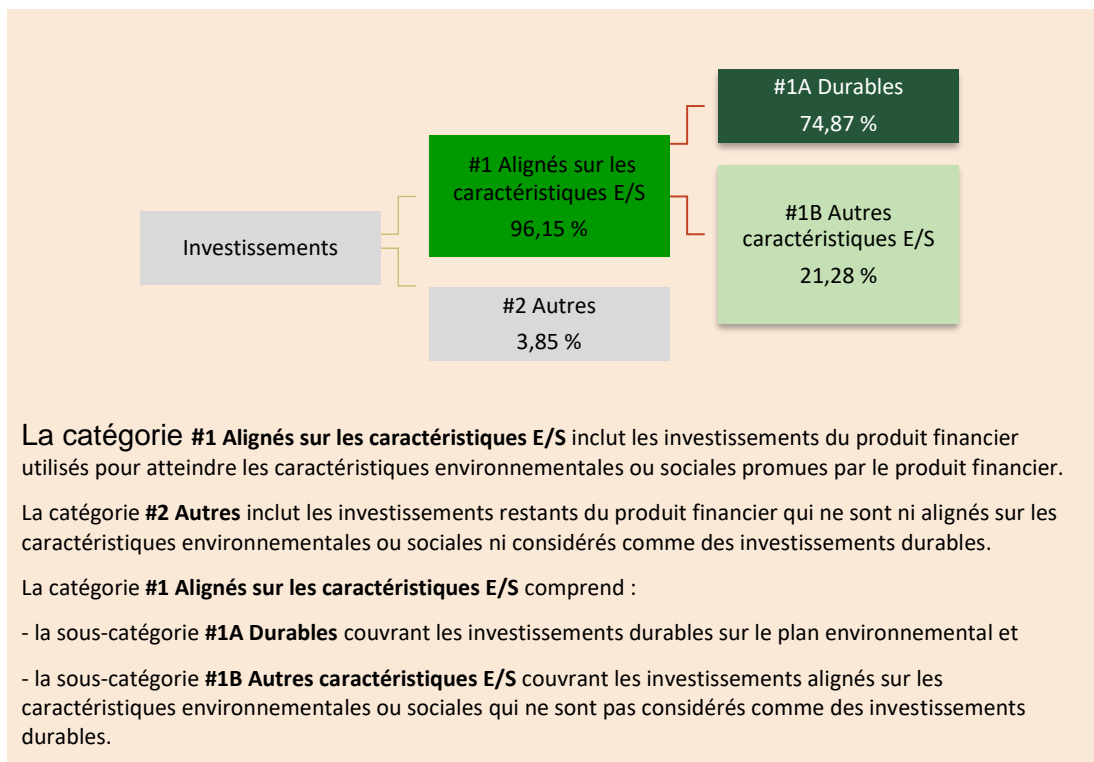 #1A Durables
74,87 %
#1 Alignés sur les
caractéristiques E/S
96,15 %
#1B Autres
caractéristiques E/S
21,28 %
Investissements
#2 Autres
3,85 %
La catégorie #1 Alignés sur les caractéristiques E/S inclut les investissements du produit financier
utilisés pour atteindre les caractéristiques environnementales ou sociales promues par le produit financier.
La catégorie #2 Autres inclut les investissements restants du produit financier qui ne sont ni alignés sur les
caractéristiques environnementales ou sociales ni considérés comme des investissements durables.
La catégorie #1 Alignés sur les caractéristiques E/S comprend :
- la sous-catégorie #1A Durables couvrant les investissements durables sur le plan environnemental et
- la sous-catégorie #1B Autres caractéristiques E/S couvrant les investissements alignés sur les
caractéristiques environnementales ou sociales qui ne sont pas considérés comme des investissements
durables.